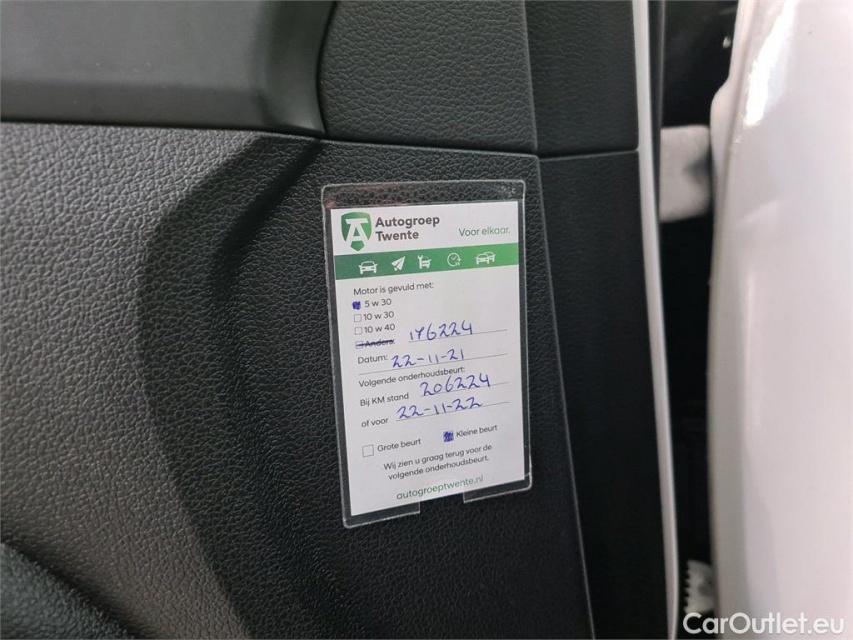 Autogroep
Twente
Voor elkaar.
Motor is gevuld met:
5 w 30
10 w 30
10 w 40
Anders: 176224
Datum: 22-11-21
Volgende onderhoudsbeurt:
Bij KM stand 206224
of voor 22-11-22
Grote beurt Kleine beurt
Wij zien u graag terug voor de
volgende onderhoudsbeurt.
autogroeptwente.nl
CarOutlet.eu